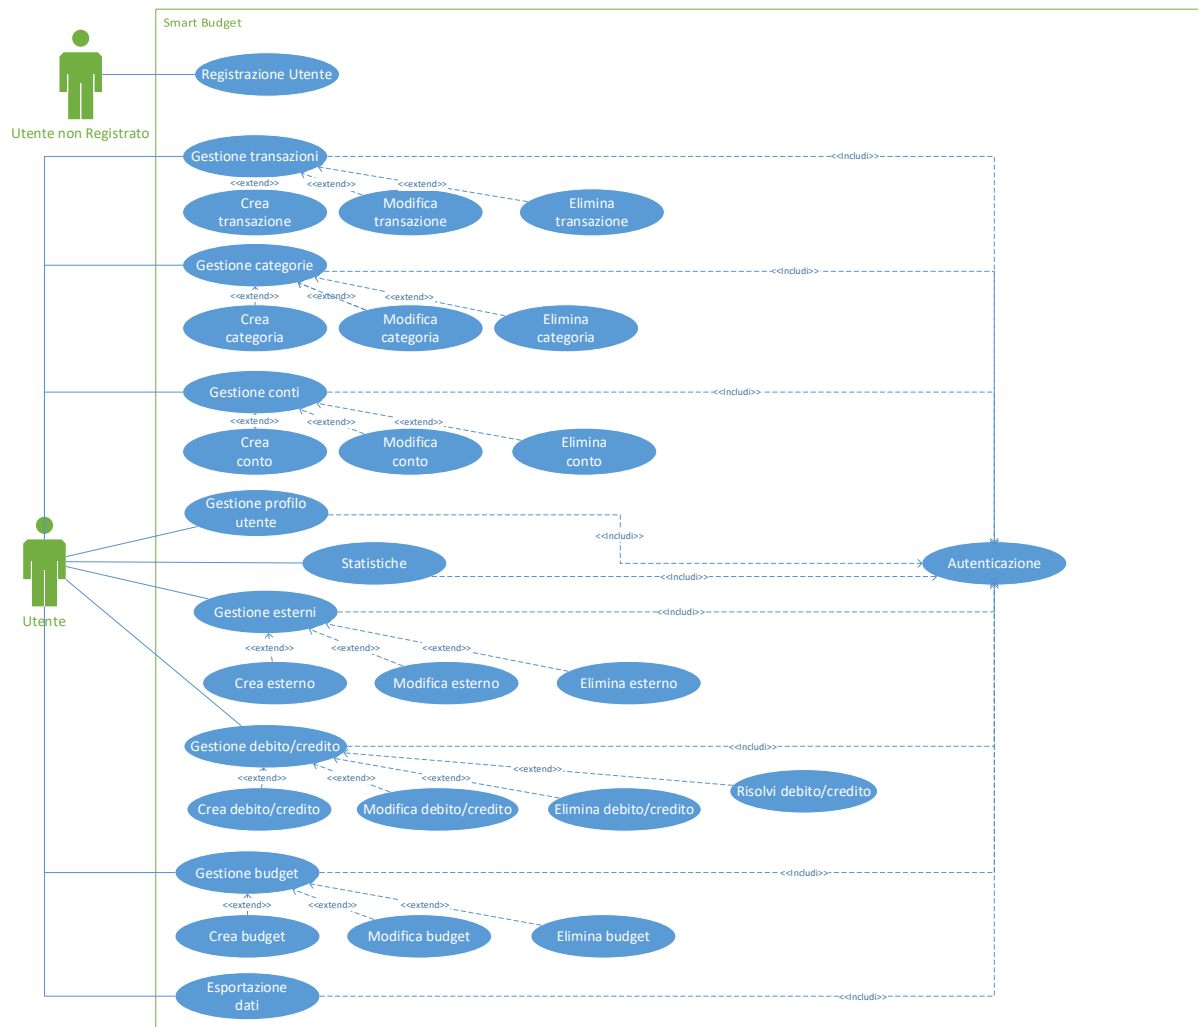 Smart Budget
Registrazione Utente
Utente non Registrato
Gestione transazioni
<<Includi>>
<<extend>>
<<extend>>
<<extend>>
Crea
transazione
Modifica
transazione
Elimina
transazione
Gestione categorie
<<Includi>>
<<extend>>
<<extend>>
<<extend>>
Crea
categoria
Modifica
categoria
Elimina
categoria
Gestione conti
<<Includi>>
<<extend>>
<<extend>>
<<extend>>
Crea
conto
Modifica
conto
Elimina
conto
Gestione profilo
utente
<<Includi>>
Statistiche
<<Includi>>
Autenticazione
Utente
Gestione esterni
<<Includi>>
<<extend>>
<<extend>>
<<extend>>
Crea esterno
Modifica esterno
Elimina esterno
Gestione debito/credito
<<Includi>>
<<extend>>
<<extend>>
<<extend>>
<<extend>>
Risolvi debito/credito
Crea debito/credito
Modifica debito/credito
Elimina debito/credito
Gestione budget
<<Includi>>
<<extend>>
<<extend>>
<<extend>>
Crea budget
Modifica budget
Elimina budget
Esportazione
dati
<<Includi>>